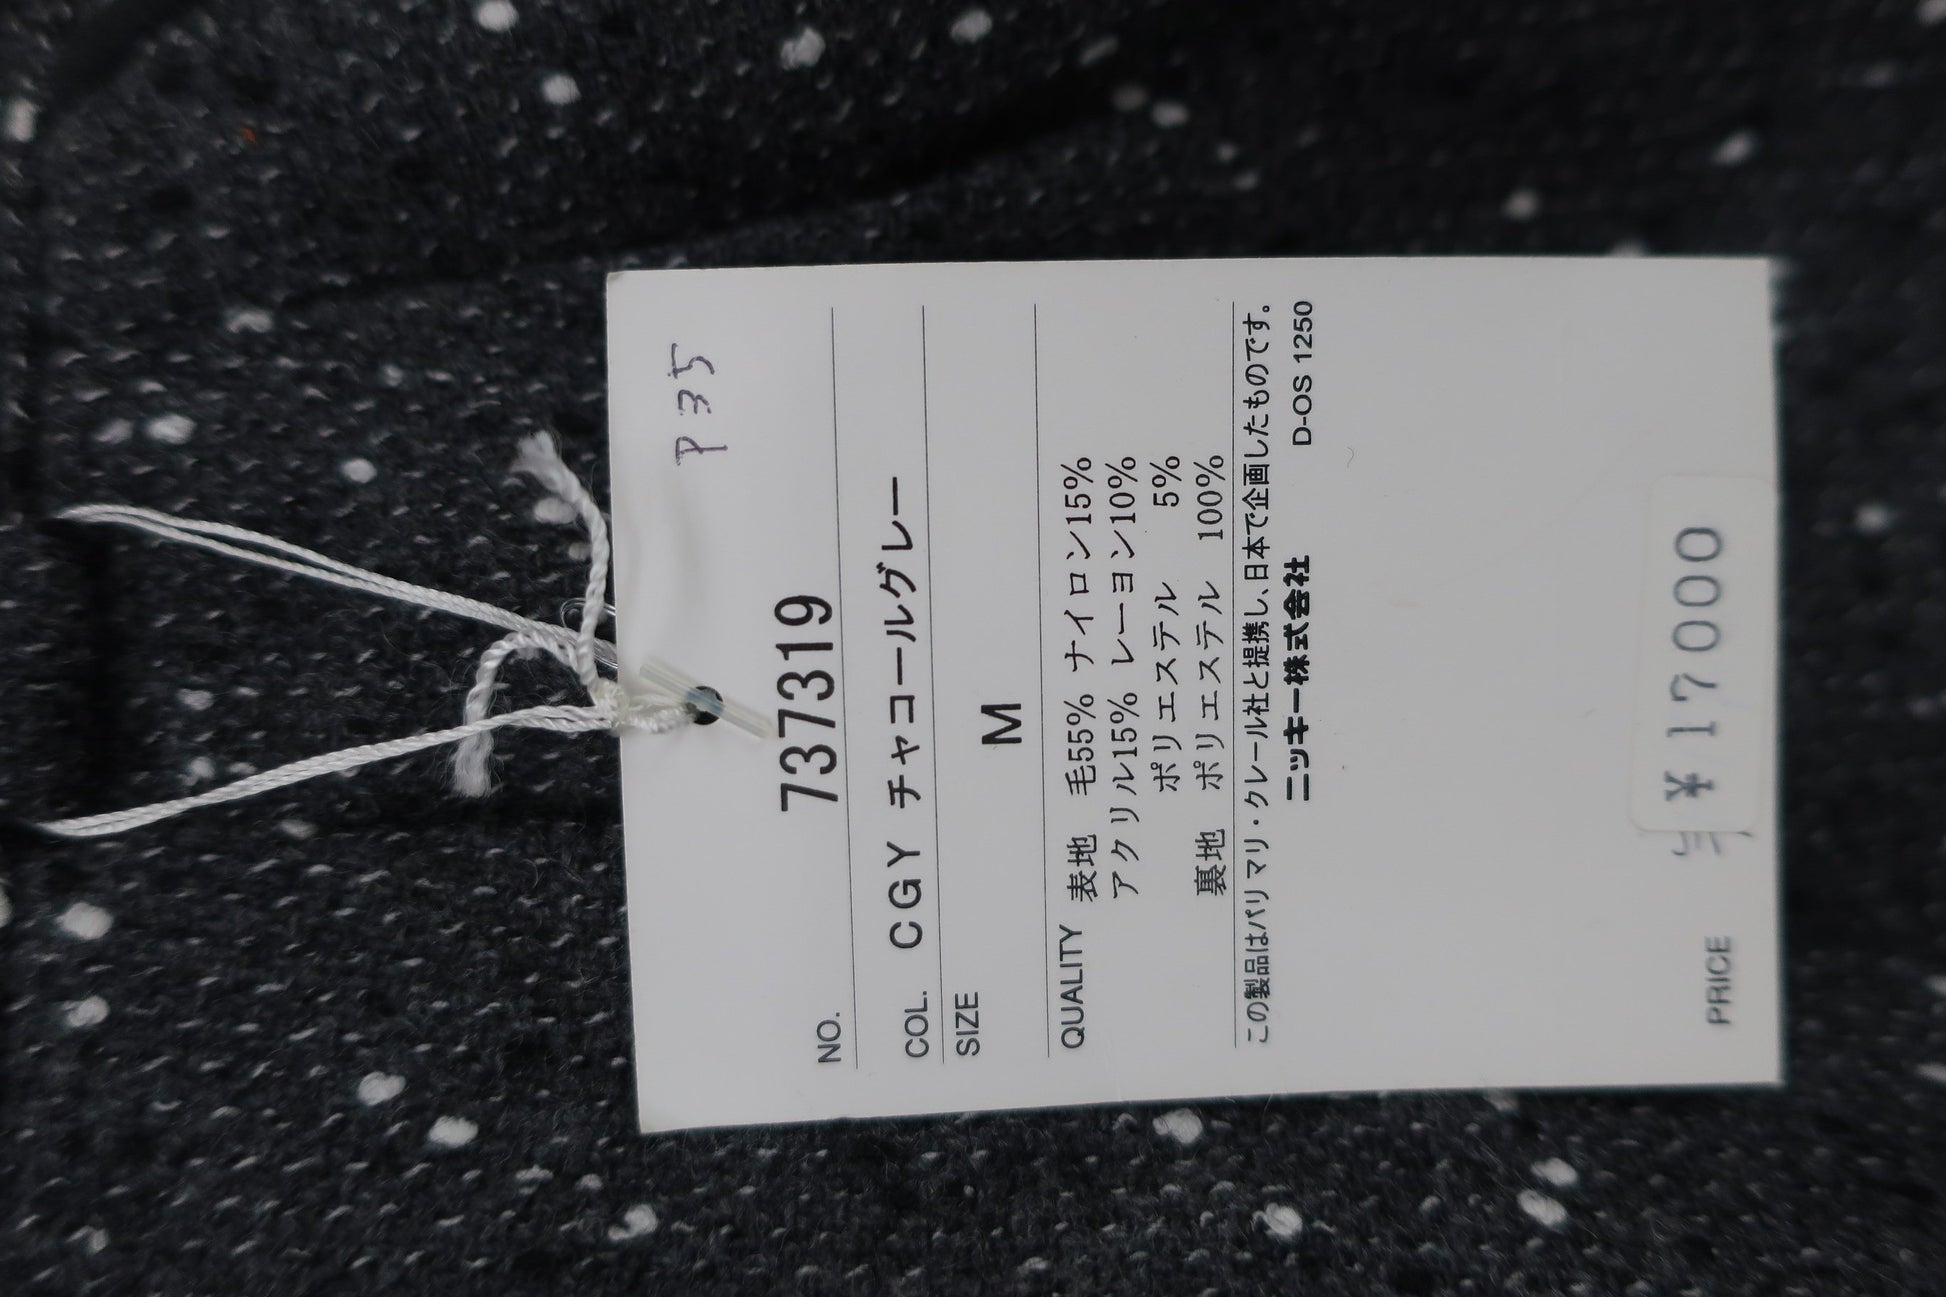 P35
NO. 737319
COL. CGY チャコールグレー
SIZE M
QUALITY 表地 毛55% ナイロン15%
アクリル15% レーヨン10%
ポリエステル 5%
裏地 ポリエステル 100%
この製品はパリ マリ・クレール社と提携し、日本で企画したものです。
ニッキー株式会社 D-OS 1250
PRICE ¥17000